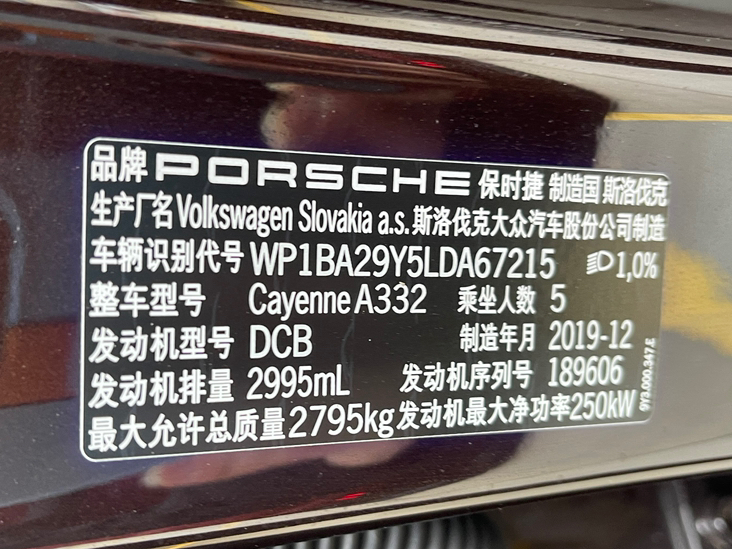 品牌 PORSCHE 保时捷 制造国 斯洛伐克
生产厂名 Volkswagen Slovakia a.s. 斯洛伐克大众汽车股份公司制造
车辆识别代号 WP1BA29Y5LDA67215 1,0%
整车型号 Cayenne A332 乘坐人数 5
发动机型号 DCB 制造年月 2019-12
发动机排量 2995mL 发动机序列号 189606
最大允许总质量 2795kg 发动机最大净功率 250kW
9Y3.000.347.E